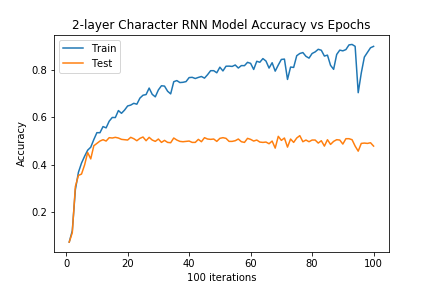 2-layer Character RNN Model Accuracy vs Epochs
Train
Test
Accuracy
0.8
0.6
0.4
0.2
0 20 40 60 80 100
100 iterations